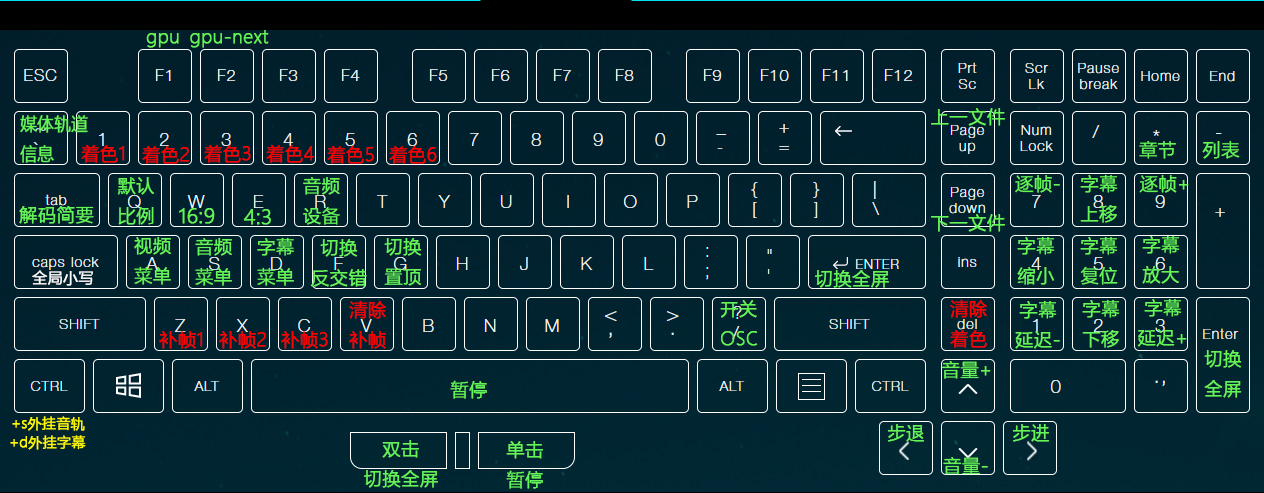 gpu gpu-next
ESC F1 F2 F3 F4 F5 F6 F7 F8 F9 F10 F11 F12 Prt Sc Scr Lk Pause break Home End
媒体轨道 信息 ~ ` 1 着色1 2 着色2 3 着色3 4 着色4 5 着色5 6 着色6 7 8 9 0 _ - + = ← 上一文件 Page up Num Lock / * 章节 - 列表
tab 解码简要 默认 Q 比例 W 16:9 E 4:3 音频 R 设备 T Y U I O P { [ } ] | \ Page down 下一文件 逐帧- 7 字幕 8 上移 逐帧+ 9 +
caps lock 全局小写 视频 A 菜单 音频 S 菜单 字幕 D 菜单 切换 F 反交错 切换 G 置顶 H J K L : ; " ' ENTER 切换全屏 ins 字幕 4 缩小 字幕 5 复位 字幕 6 放大
SHIFT Z 补帧1 X 补帧2 C 补帧3 清除 V 补帧 B N M < , > . 开关 ? / OSC SHIFT 清除 del 着色 字幕 1 延迟- 字幕 2 下移 字幕 3 延迟+ Enter 切换 全屏
CTRL ALT 暂停 ALT CTRL 音量+ 0 .,
+s外挂音轨
+d外挂字幕
双击 单击 步退 音量- 步进
切换全屏 暂停